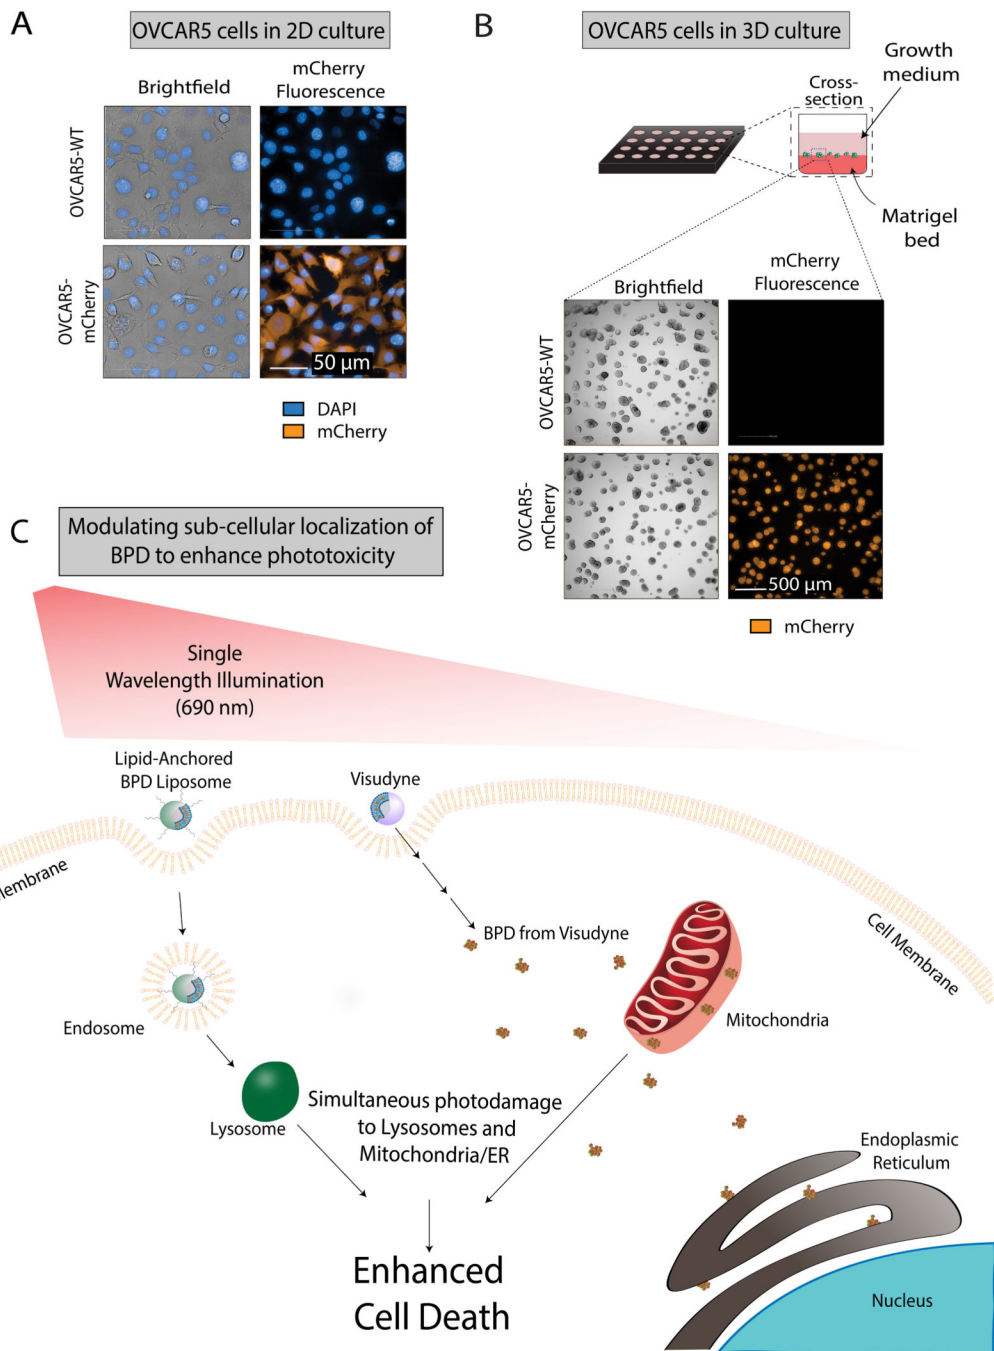 A
OVCAR5 cells in 2D culture
Brightfield
mCherry
Fluorescence
OVCAR5-WT
OVCAR5-
mCherry
50 µm
DAPI
mCherry
B
OVCAR5 cells in 3D culture
Growth
medium
Cross-
section
Matrigel
bed
Brightfield
mCherry
Fluorescence
OVCAR5-WT
OVCAR5-
mCherry
500 µm
mCherry
C
Modulating sub-cellular localization of
BPD to enhance phototoxicity
Single
Wavelength Illumination
(690 nm)
Lipid-Anchored
BPD Liposome
Visudyne
Membrane
BPD from Visudyne
Cell Membrane
Endosome
Mitochondria
Lysosome
Simultaneous photodamage
to Lysosomes and
Mitochondria/ER
Endoplasmic
Reticulum
Enhanced
Cell Death
Nucleus